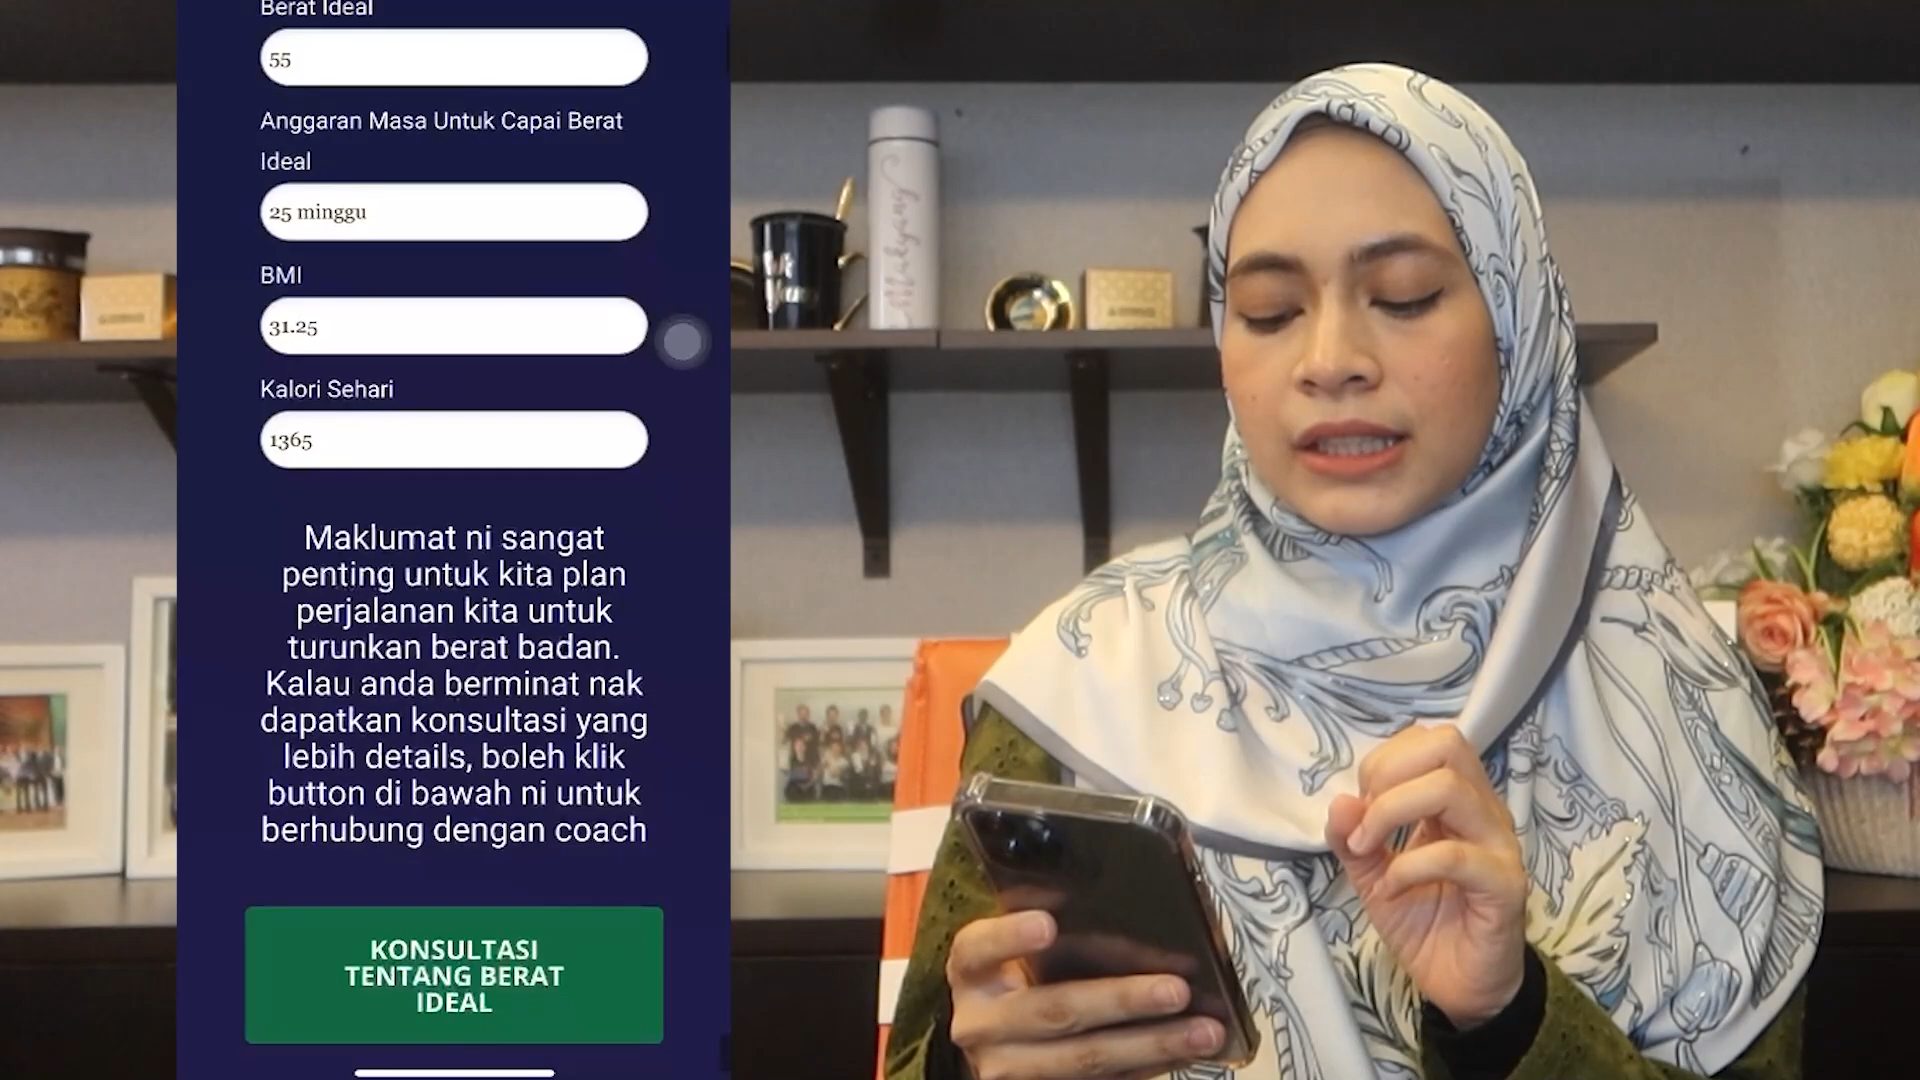 Berat Ideal
55
Anggaran Masa Untuk Capai Berat
Ideal
25 minggu
BMI
31.25
Kalori Sehari
1365
Maklumat ni sangat
penting untuk kita plan
perjalanan kita untuk
turunkan berat badan.
Kalau anda berminat nak
dapatkan konsultasi yang
lebih details, boleh klik
button di bawah ni untuk
berhubung dengan coach
KONSULTASI
TENTANG BERAT
IDEAL